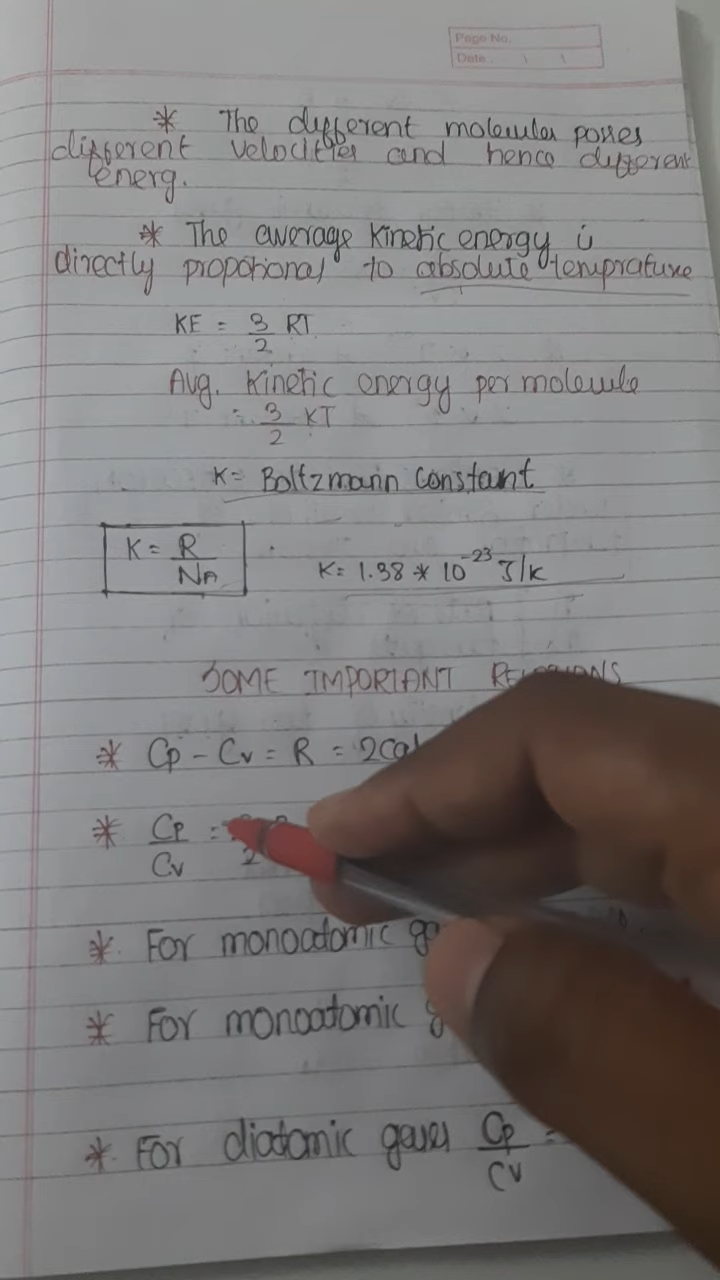 Page No.
Date
* The different molecular posses
different velocities and hence different
energ.
* The average kinetic energy is
directly propotional to absolute temprature
KE = 3/2 RT
Avg. Kinetic energy per molecule
= 3/2 KT
K = Boltzmann Constant
K = R/NA
K = 1.38 * 10^-23 J/K
SOME IMPORTANT
* Cp - Cv = R = 2cal
* Cp/Cv =
* For monoatomic
* For monoatomic
* For diatomic gases Cp/Cv =